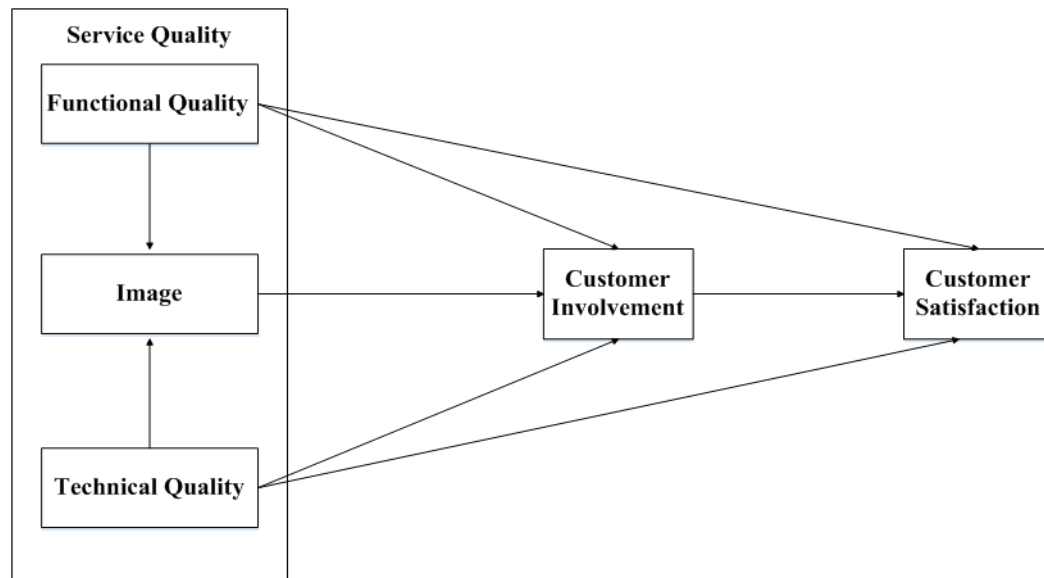 Service Quality
Functional Quality
Image
Customer
Involvement
Customer
Satisfaction
Technical Quality